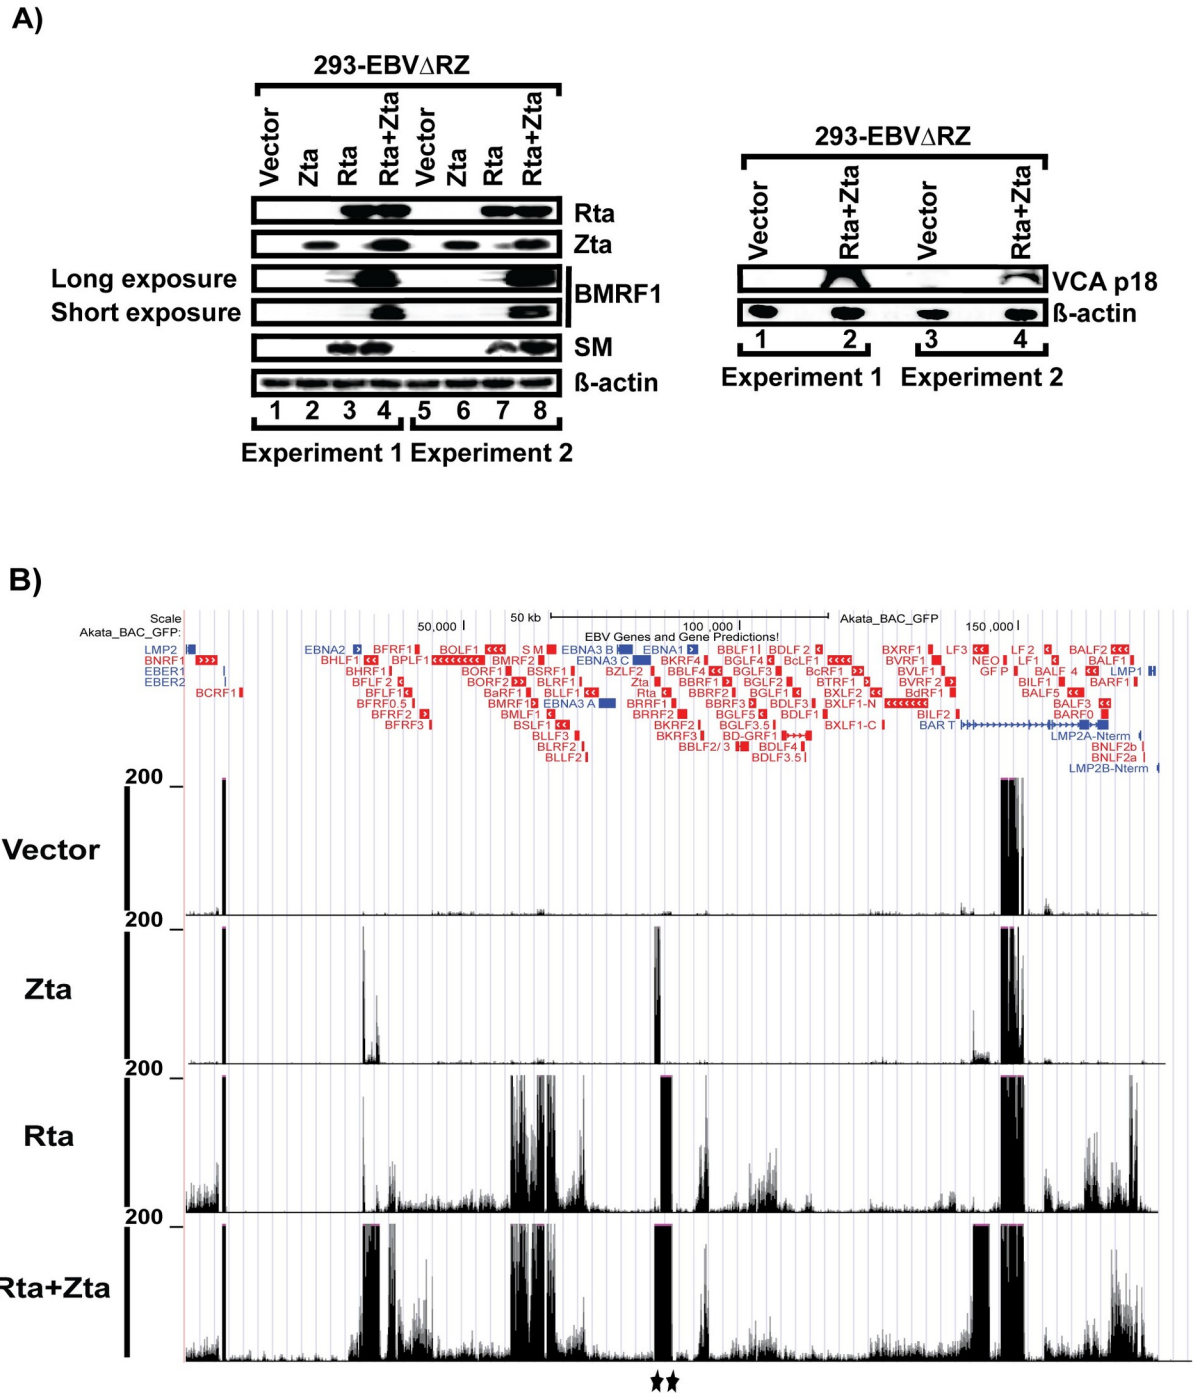 A)
293-EBVΔRZ
Vector Zta Rta Rta+Zta Vector Zta Rta Rta+Zta
Rta
Zta
Long exposure
Short exposure
BMRF1
SM
ß-actin
1 2 3 4 5 6 7 8
Experiment 1 Experiment 2
293-EBVΔRZ
Vector Rta+Zta Vector Rta+Zta
VCA p18
ß-actin
1 2 3 4
Experiment 1 Experiment 2
B)
Scale 50 kb Akata_BAC_GFP
Akata_BAC_GFP: 50,000 100,000 150,000
EBV Genes and Gene Predictions!
LMP2 EBNA2 BFRF1 BOLF1 SM EBNA3B EBNA1 BBLF1 BDLF2 BXRF1 LF3 LF2 BALF2
BNRF1 BHLF1 BPLF1 BMRF2 EBNA3C BKRF4 BGLF4 BcLF1 BVRF1 NEO LF1 BALF1
EBER1 BHRF1 BORF1 BSRF1 BZLF2 BBLF4 BGLF3 BcRF1 BVLF1 GFP BALF4 LMP1
EBER2 BFLF2 BORF2 BLRF1 Zta BBRF1 BGLF2 BTRF1 BVRF2 BILF1 BARF1
BCRF1 BFLF1 BaRF1 BLLF1 Rta BBRF2 BGLF1 BXLF2 BdRF1 BALF5
BFRF0.5 BMRF1 EBNA3A BRRF1 BBRF3 BDLF3 BXLF1-N BALF3
BFRF2 BMLF1 BRRF2 BGLF5 BDLF1 BILF2 BARF0
BFRF3 BSLF1 BKRF2 BGLF3.5 BXLF1-C BART
BLLF3 BKRF3 BD-GRF1 LMP2A-Nterm
BLRF2 BBLF2/3 BDLF4 BNLF2b
BLLF2 BDLF3.5 BNLF2a
LMP2B-Nterm
200
Vector
200
Zta
200
Rta
200
Rta+Zta